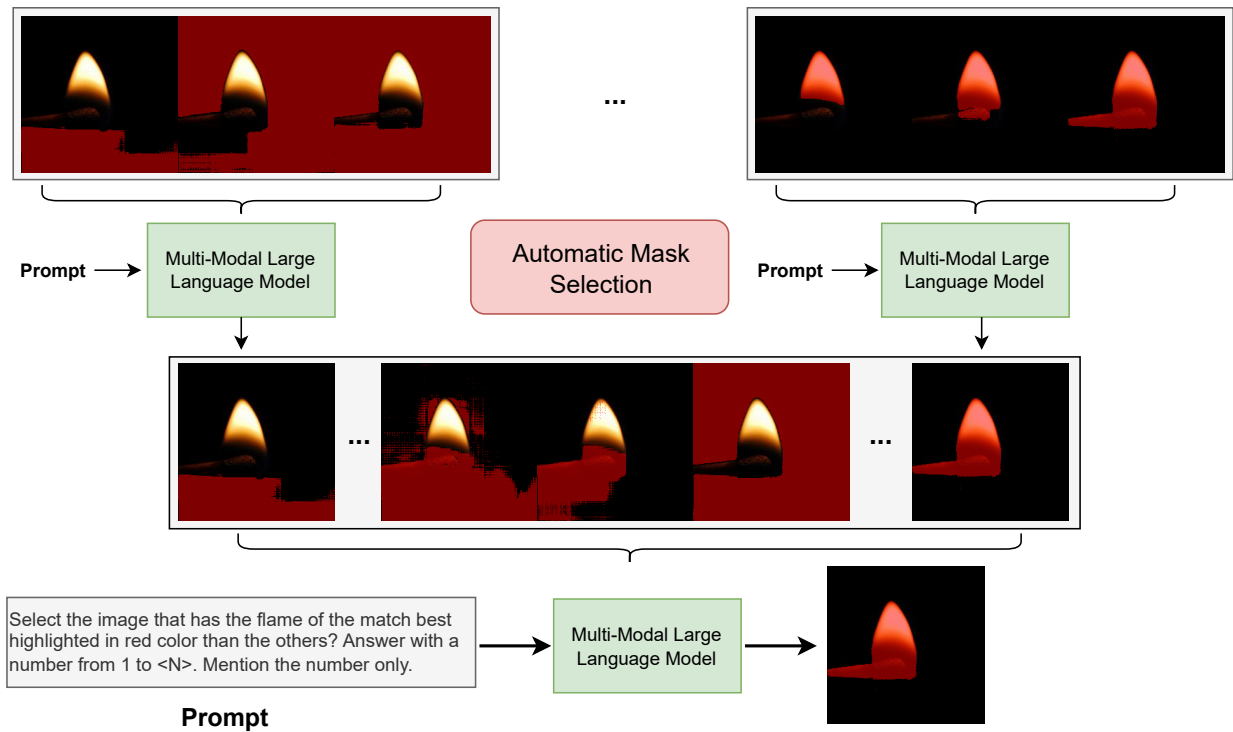 ...
Prompt
Multi-Modal Large
Language Model
Automatic Mask
Selection
Prompt
Multi-Modal Large
Language Model
...
...
Select the image that has the flame of the match best
highlighted in red color than the others? Answer with a
number from 1 to <N>. Mention the number only.
Prompt
Multi-Modal Large
Language Model